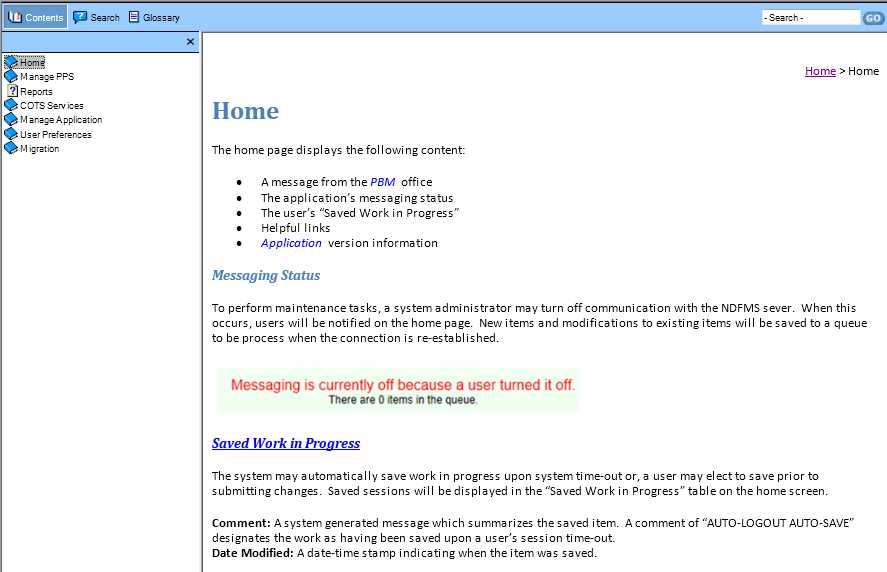 Contents Search Glossary - Search - GO
Home
Manage PPS
Reports
COTS Services
Manage Application
User Preferences
Migration
Home > Home
Home
The home page displays the following content:
• A message from the PBM office
• The application’s messaging status
• The user’s “Saved Work in Progress”
• Helpful links
• Application version information
Messaging Status
To perform maintenance tasks, a system administrator may turn off communication with the NDFMS sever. When this
occurs, users will be notified on the home page. New items and modifications to existing items will be saved to a queue
to be process when the connection is re-established.
Messaging is currently off because a user turned it off.
There are 0 items in the queue.
Saved Work in Progress
The system may automatically save work in progress upon system time-out or, a user may elect to save prior to
submitting changes. Saved sessions will be displayed in the “Saved Work in Progress” table on the home screen.
Comment: A system generated message which summarizes the saved item. A comment of “AUTO-LOGOUT AUTO-SAVE”
designates the work as having been saved upon a user’s session time-out.
Date Modified: A date-time stamp indicating when the item was saved.